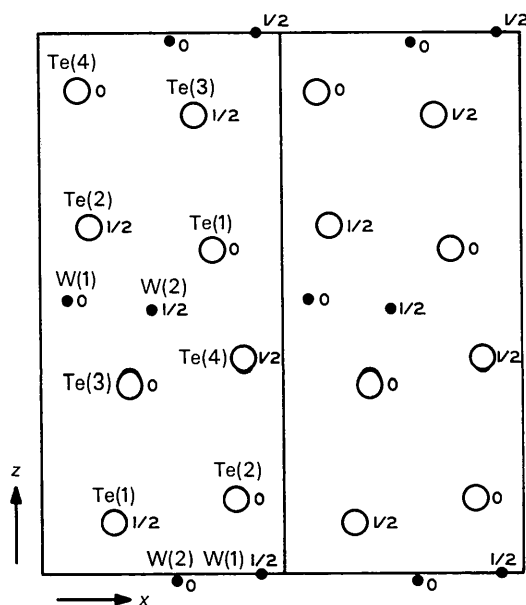 1/2 1/2
0 0
Te(4) Te(3)
0 0
1/2 1/2
Te(2) Te(1)
1/2 1/2
0 0
W(1) W(2)
0 1/2 0 1/2
Te(4) 1/2 1/2
Te(3) 0 0
Te(1) Te(2)
0 0
1/2 1/2
z
W(2) W(1) 1/2 1/2
0 0
x